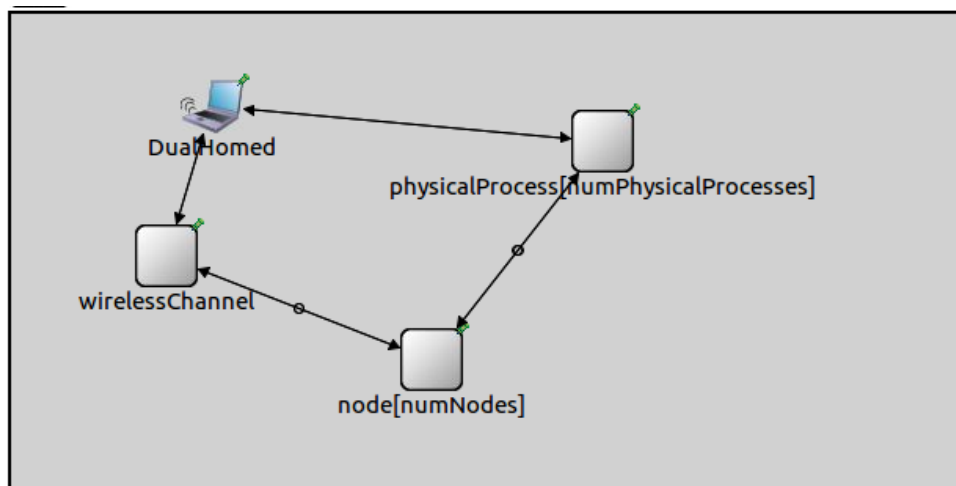 DualHomed
physicalProcess[numPhysicalProcesses]
wirelessChannel
node[numNodes]